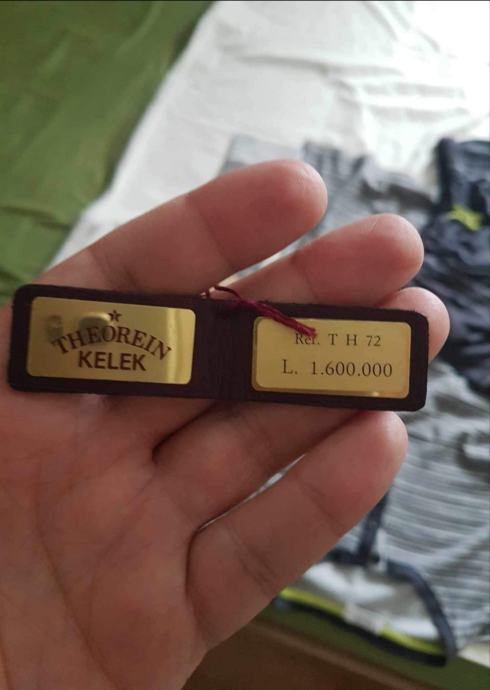 THEOREIN
KELEK
Ref. T H 72
L. 1.600.000